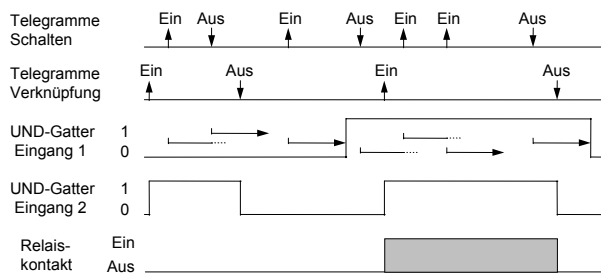 Telegramme Schalten
Ein Aus Ein Aus Ein Ein Aus
Telegramme Verknüpfung
Ein Aus Ein Aus
UND-Gatter 1
Eingang 1 0
UND-Gatter 1
Eingang 2 0
Relais- Ein
kontakt Aus